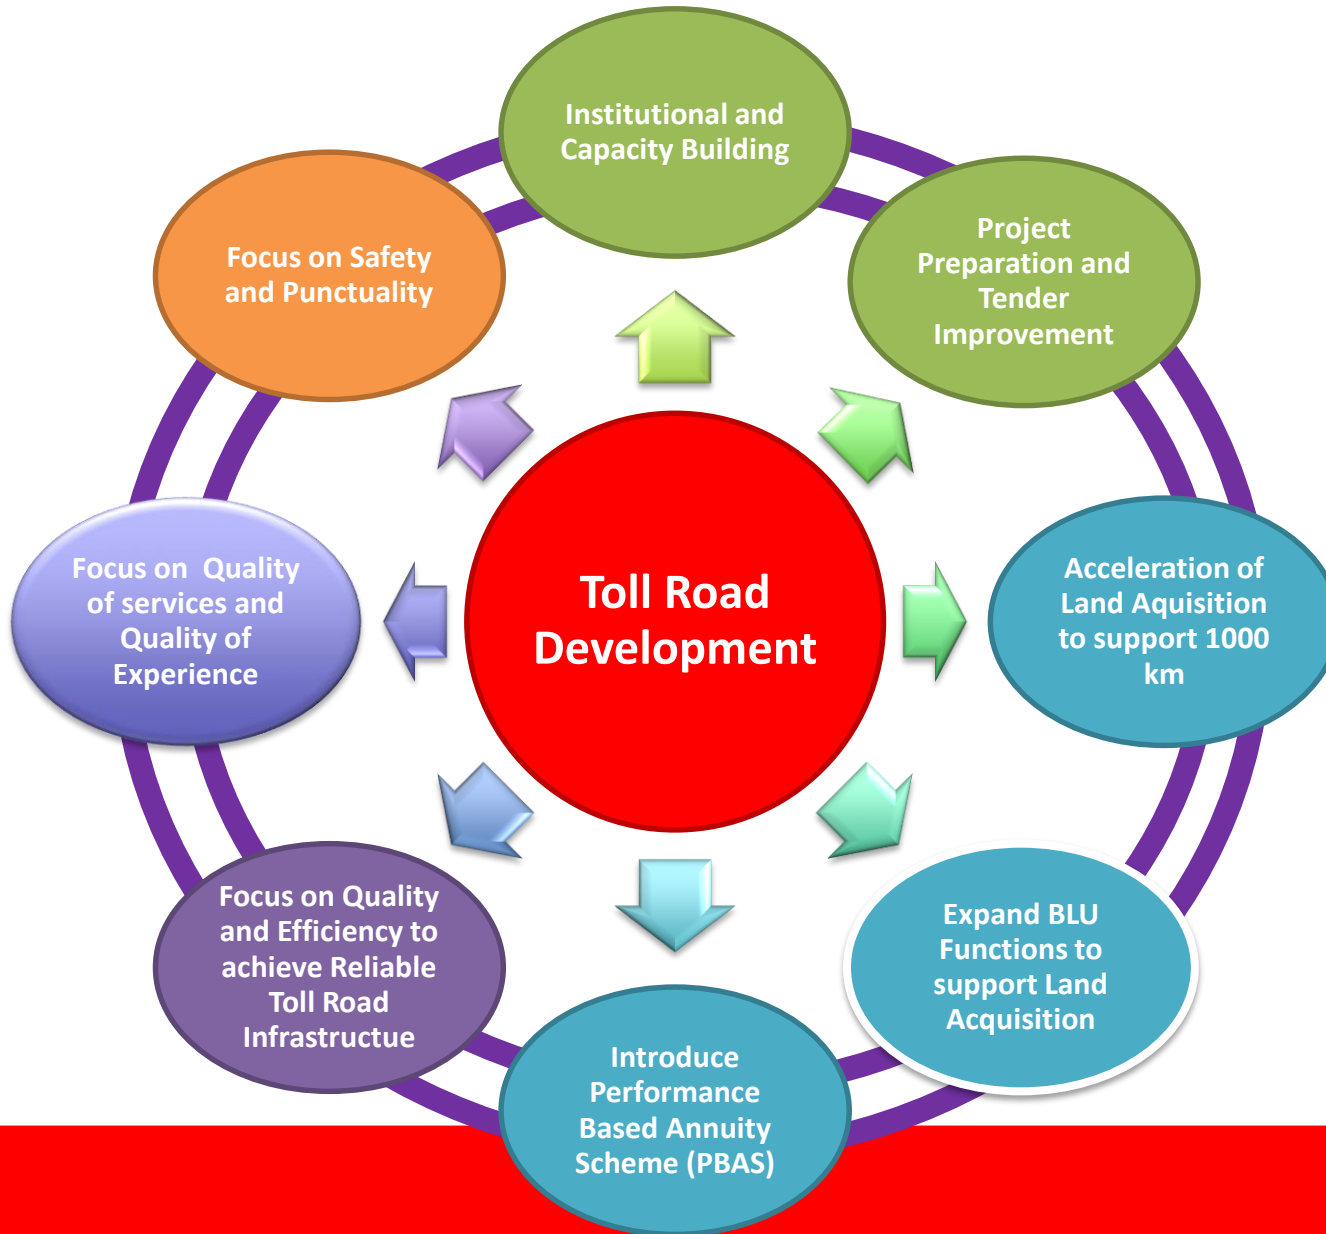 Institutional and
Capacity Building
Project
Preparation and
Tender
Improvement
Acceleration of
Land Aquisition
to support 1000
km
Expand BLU
Functions to
support Land
Acquisition
Introduce
Performance
Based Annuity
Scheme (PBAS)
Focus on Quality
and Efficiency to
achieve Reliable
Toll Road
Infrastructue
Focus on  Quality
of services and
Quality of
Experience
Focus on Safety
and Punctuality
Toll Road
Development